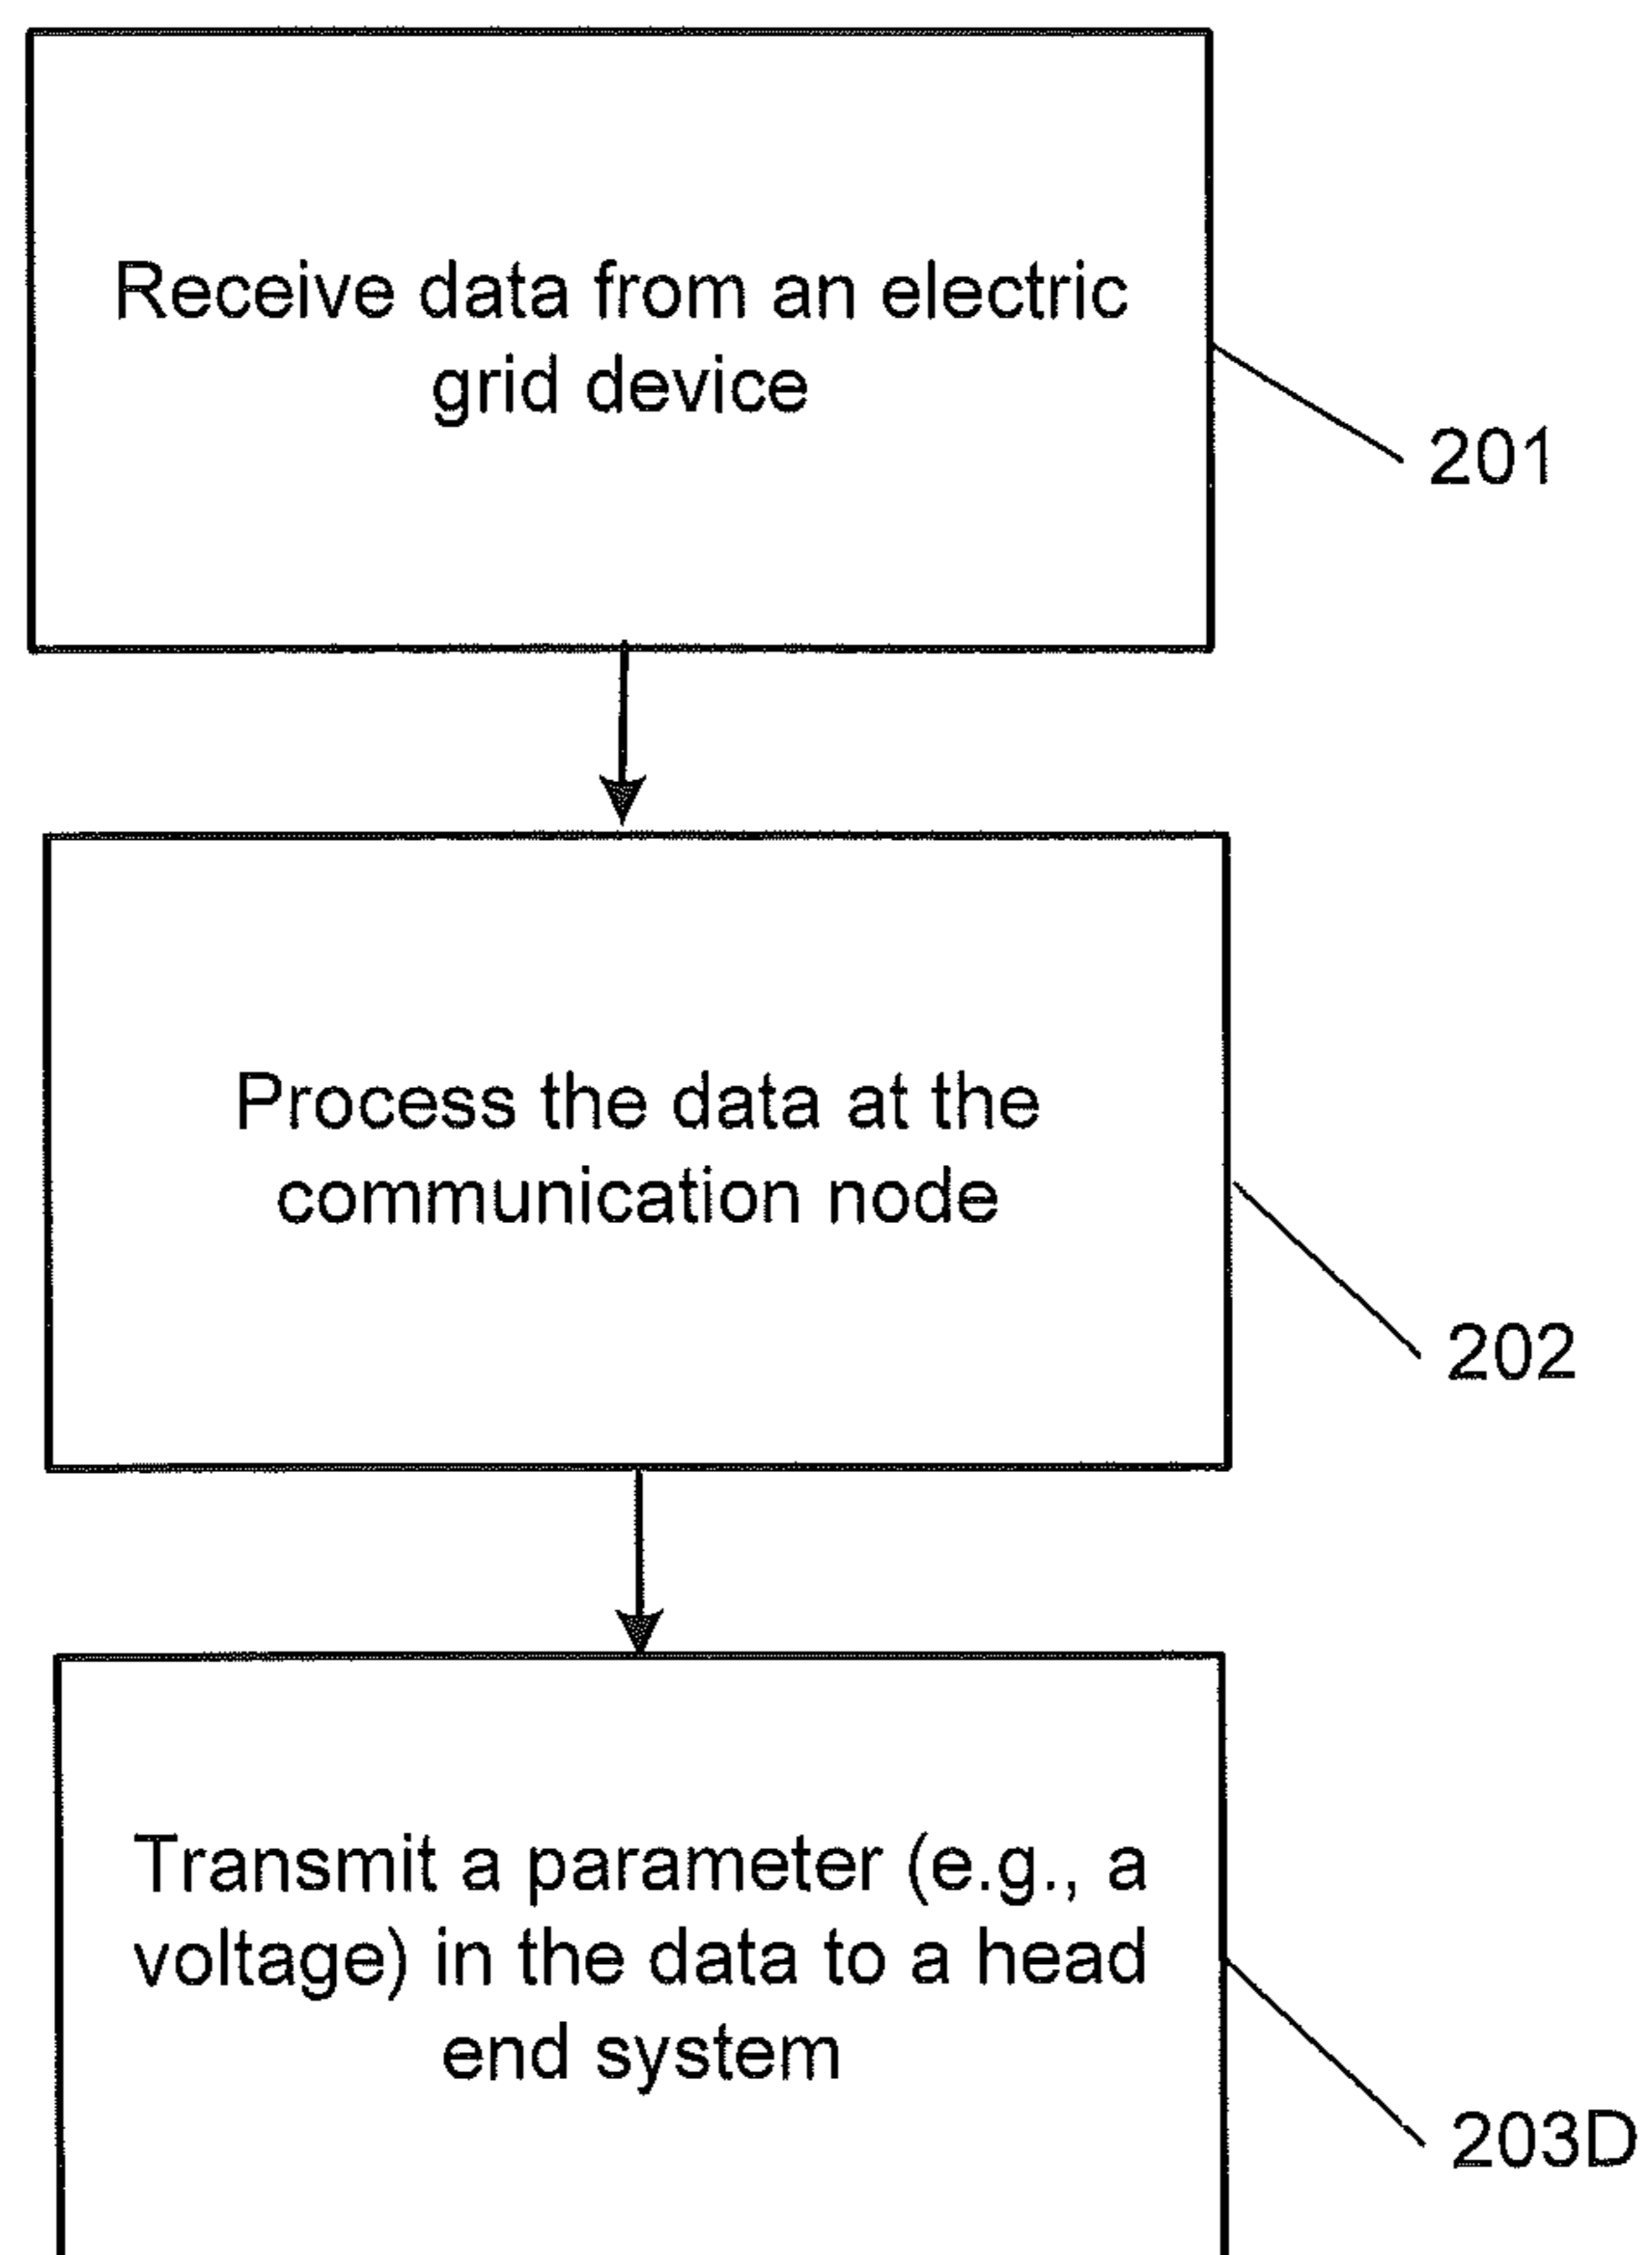 Receive data from an electric
grid device
201
Process the data at the
communication node
202
Transmit a parameter (e.g., a
voltage) in the data to a head
end system
203D